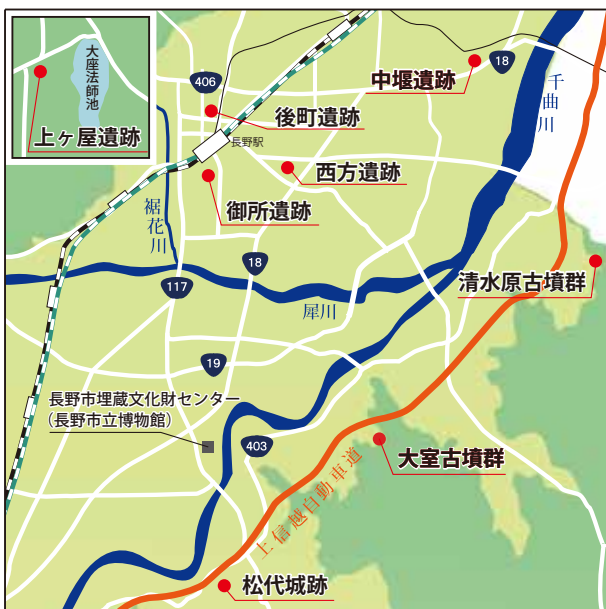 大座法師池
上ヶ屋遺跡
406
後町遺跡
長野駅
中堰遺跡
18
千曲川
西方遺跡
御所遺跡
裾花川
18
117
犀川
清水原古墳群
19
長野市埋蔵文化財センター
(長野市立博物館)
403
大室古墳群
上信越自動車道
松代城跡